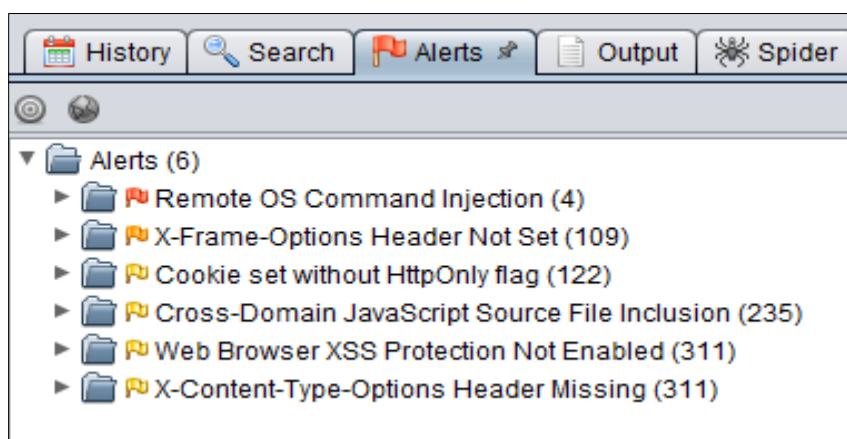 History Search Alerts Output Spider
Alerts (6)
Remote OS Command Injection (4)
X-Frame-Options Header Not Set (109)
Cookie set without HttpOnly flag (122)
Cross-Domain JavaScript Source File Inclusion (235)
Web Browser XSS Protection Not Enabled (311)
X-Content-Type-Options Header Missing (311)